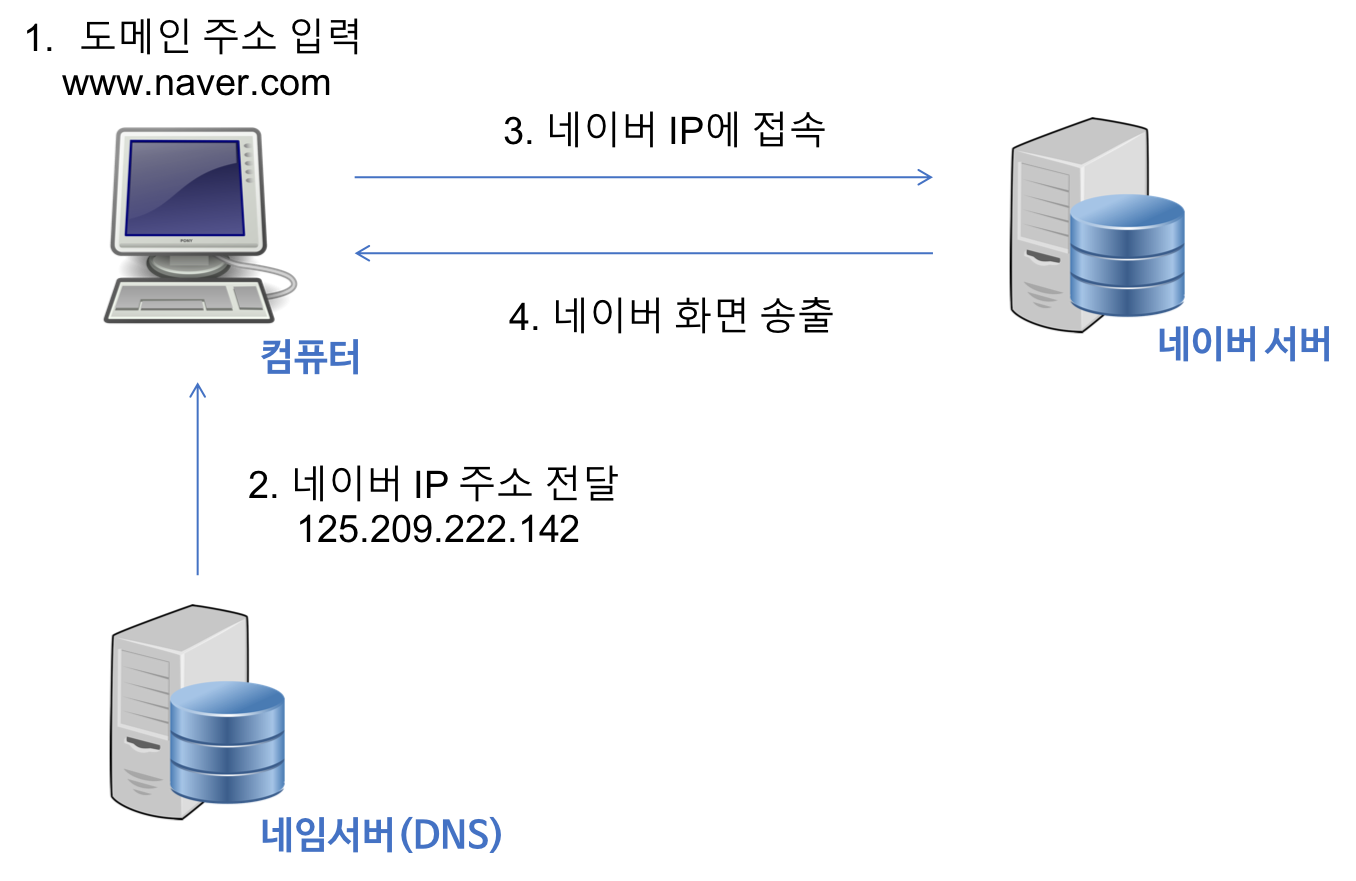 1. 도메인 주소 입력
www.naver.com
3. 네이버 IP에 접속
4. 네이버 화면 송출
컴퓨터
네이버 서버
2. 네이버 IP 주소 전달
125.209.222.142
네임서버(DNS)